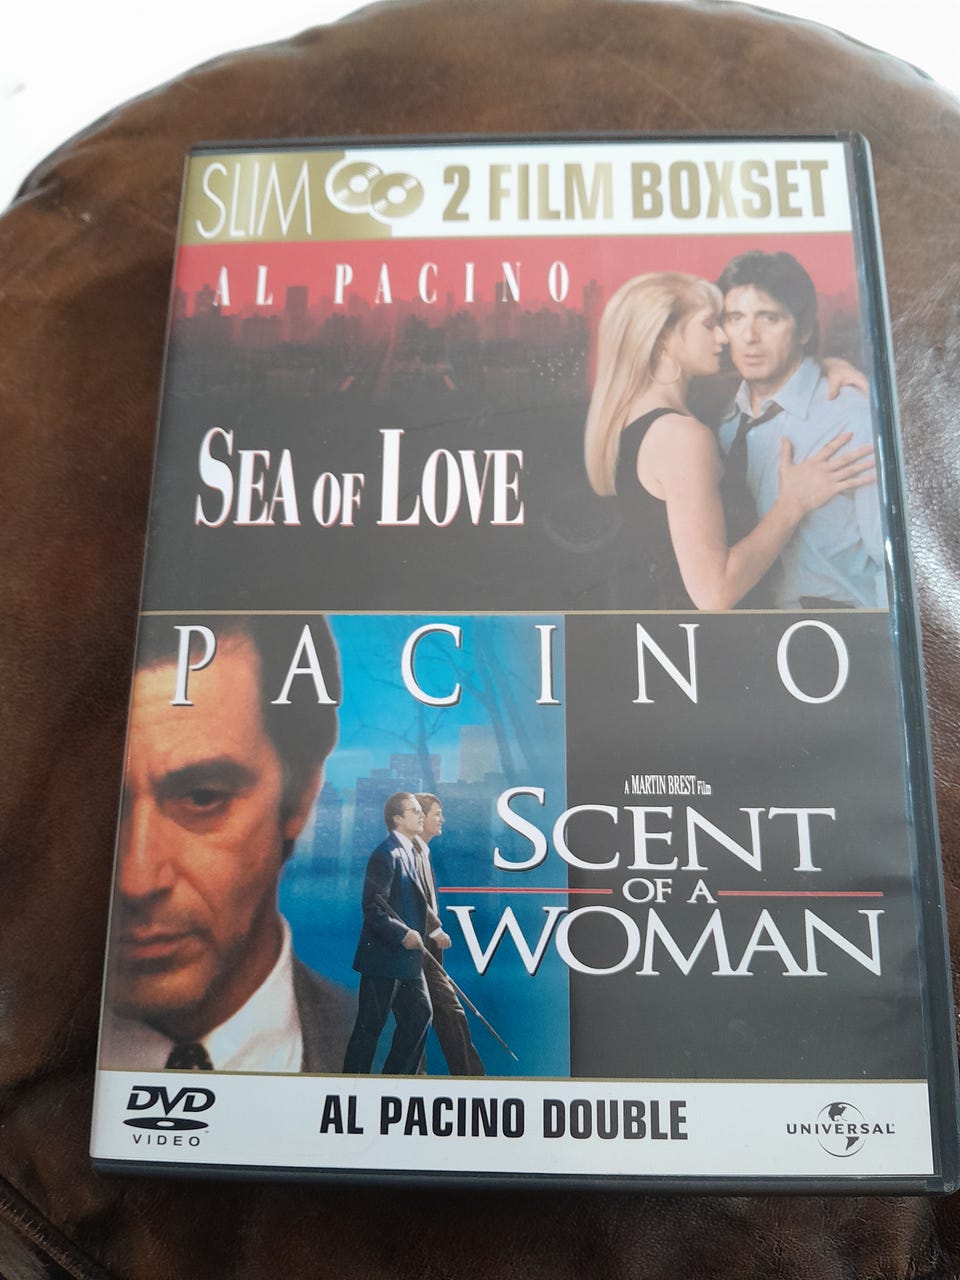 SLIM 2 FILM BOXSET
AL PACINO
SEA OF LOVE
PACINO
A MARTIN BREST Film
SCENT
OF A
WOMAN
DVD
VIDEO
AL PACINO DOUBLE
UNIVERSAL